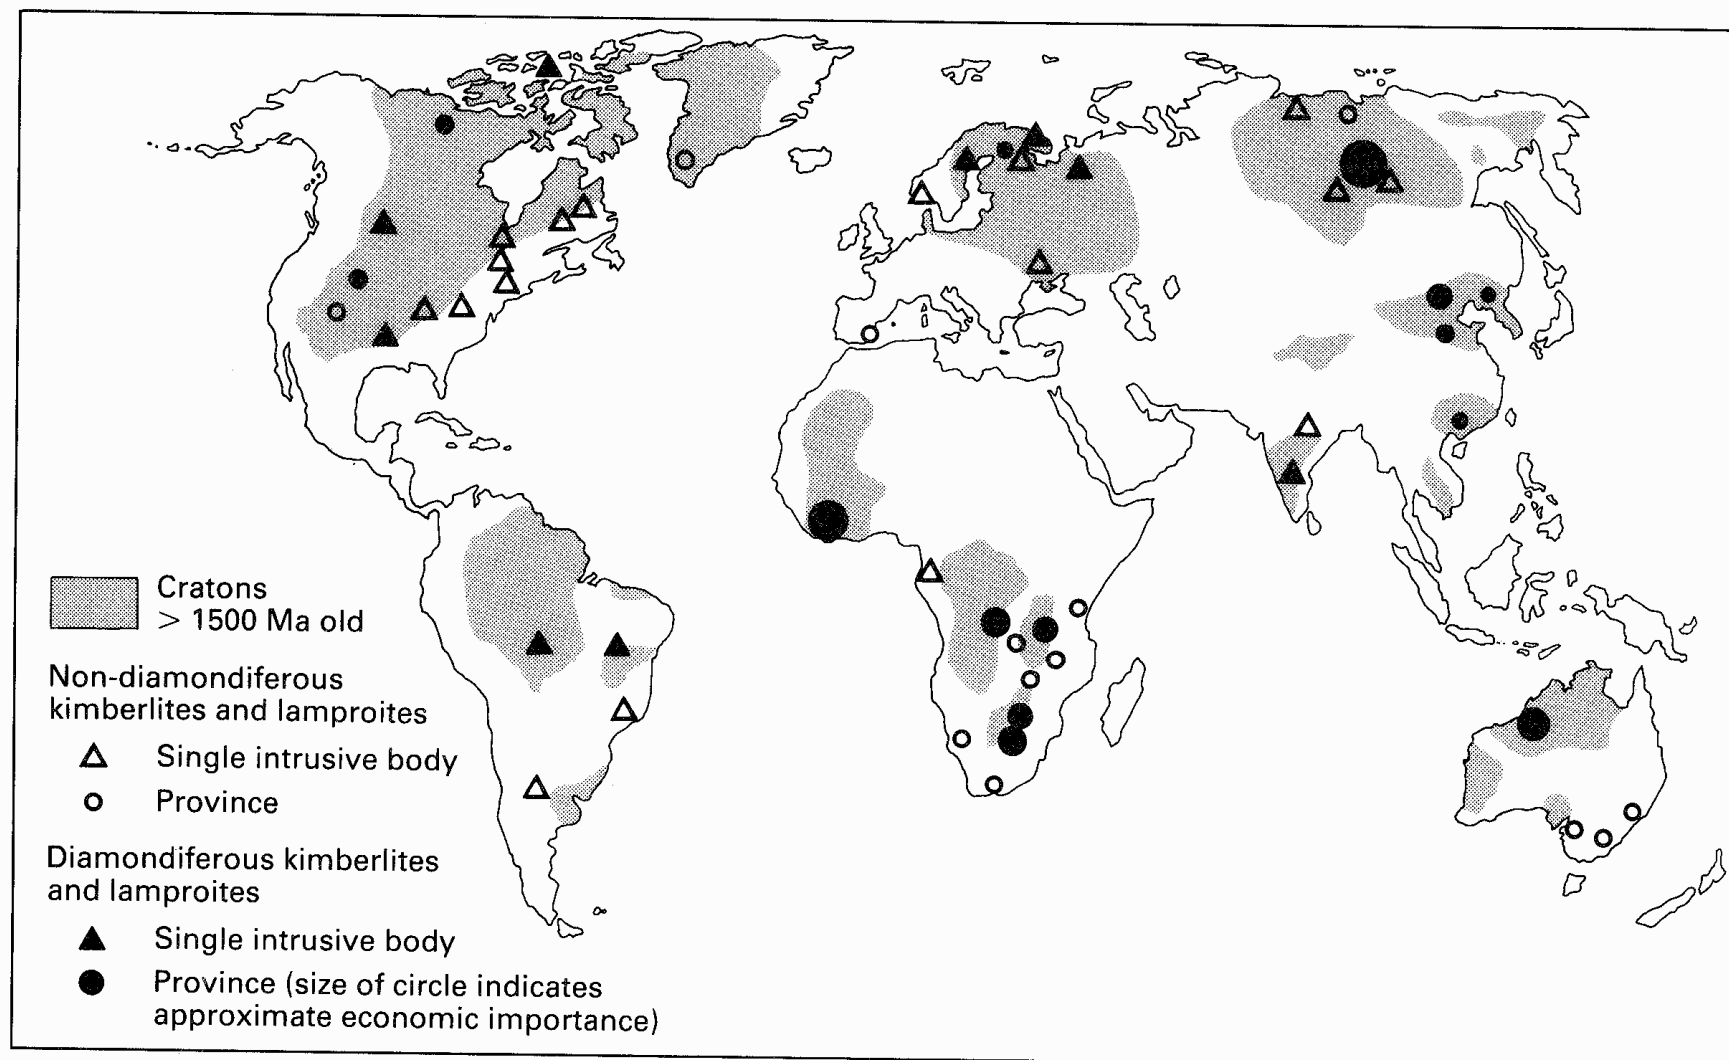 Cratons
> 1500 Ma old
Non-diamondiferous
kimberlites and lamproites
Single intrusive body
Province
Diamondiferous kimberlites
and lamproites
Single intrusive body
Province (size of circle indicates
approximate economic importance)